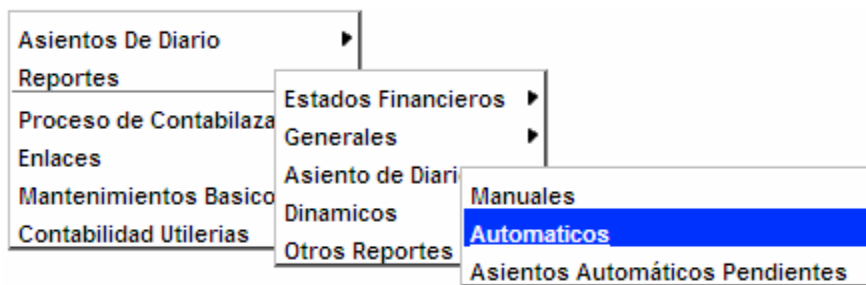 Asientos De Diario
Reportes
Proceso de Contabilaza
Enlaces
Mantenimientos Basico
Contabilidad Utilerias
Estados Financieros
Generales
Asiento de Diari
Dinamicos
Otros Reportes
Manuales
Automaticos
Asientos Automáticos Pendientes